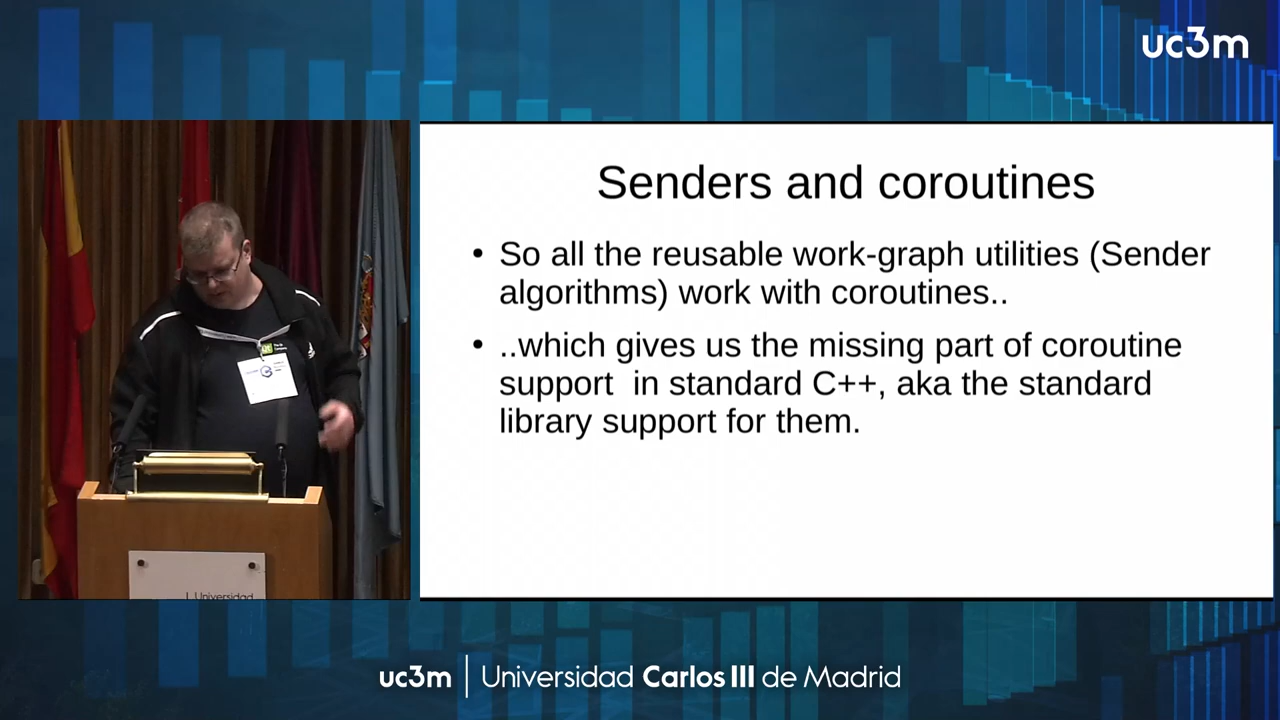 uc3m
Senders and coroutines
• So all the reusable work-graph utilities (Sender
algorithms) work with coroutines..
• ..which gives us the missing part of coroutine
support  in standard C++, aka the standard
library support for them.
Universidad
uc3m | Universidad Carlos III de Madrid